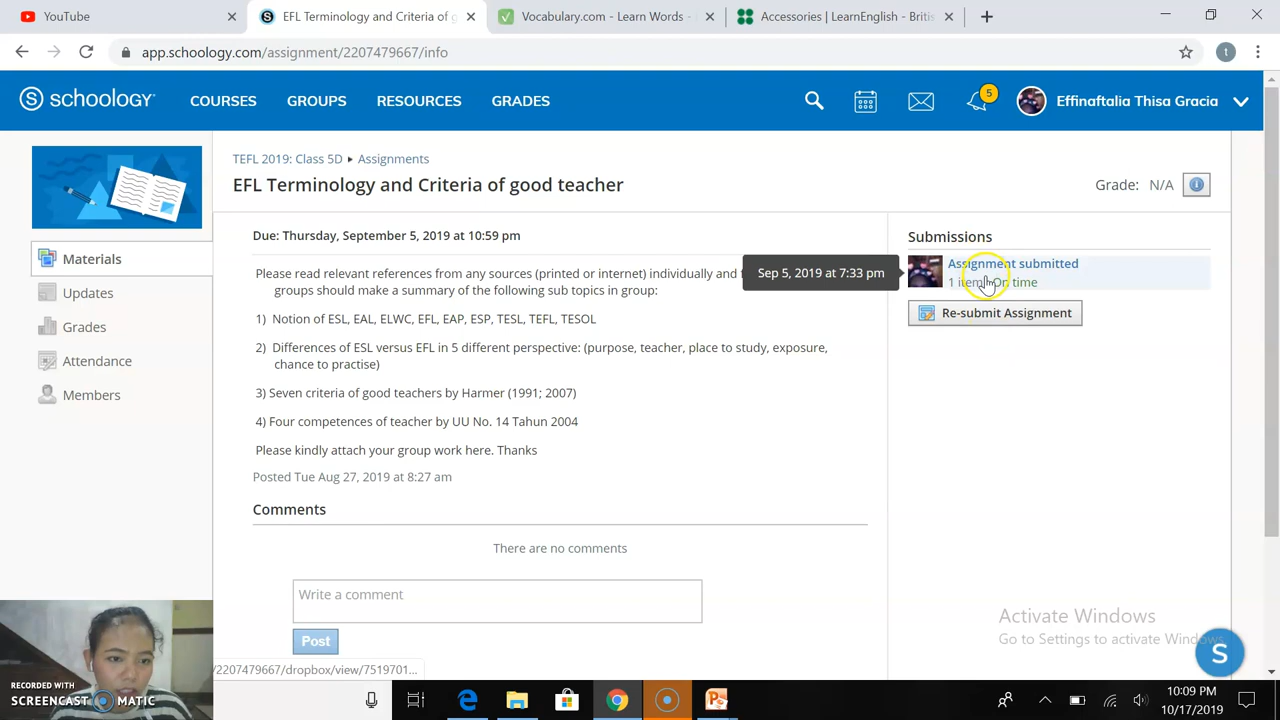 YouTube
EFL Terminology and Criteria of g
Vocabulary.com - Learn Words -
Accessories | LearnEnglish - Britis
app.schoology.com/assignment/2207479667/info
t
S schoology
COURSES
GROUPS
RESOURCES
GRADES
5
Effinaftalia Thisa Gracia
TEFL 2019: Class 5D ▸ Assignments
EFL Terminology and Criteria of good teacher
Grade: N/A
Materials
Updates
Grades
Attendance
Members
Due: Thursday, September 5, 2019 at 10:59 pm
Please read relevant references from any sources (printed or internet) individually and
groups should make a summary of the following sub topics in group:
1) Notion of ESL, EAL, ELWC, EFL, EAP, ESP, TESL, TEFL, TESOL
2) Differences of ESL versus EFL in 5 different perspective: (purpose, teacher, place to study, exposure,
chance to practise)
3) Seven criteria of good teachers by Harmer (1991; 2007)
4) Four competences of teacher by UU No. 14 Tahun 2004
Please kindly attach your group work here. Thanks
Posted Tue Aug 27, 2019 at 8:27 am
Comments
There are no comments
Write a comment
Post
Submissions
Sep 5, 2019 at 7:33 pm
Assignment submitted
1 item On time
Re-submit Assignment
Activate Windows
Go to Settings to activate Windows.
S
/2207479667/dropbox/view/7519701...
RECORDED WITH
SCREENCAST MATIC
10:09 PM
10/17/2019